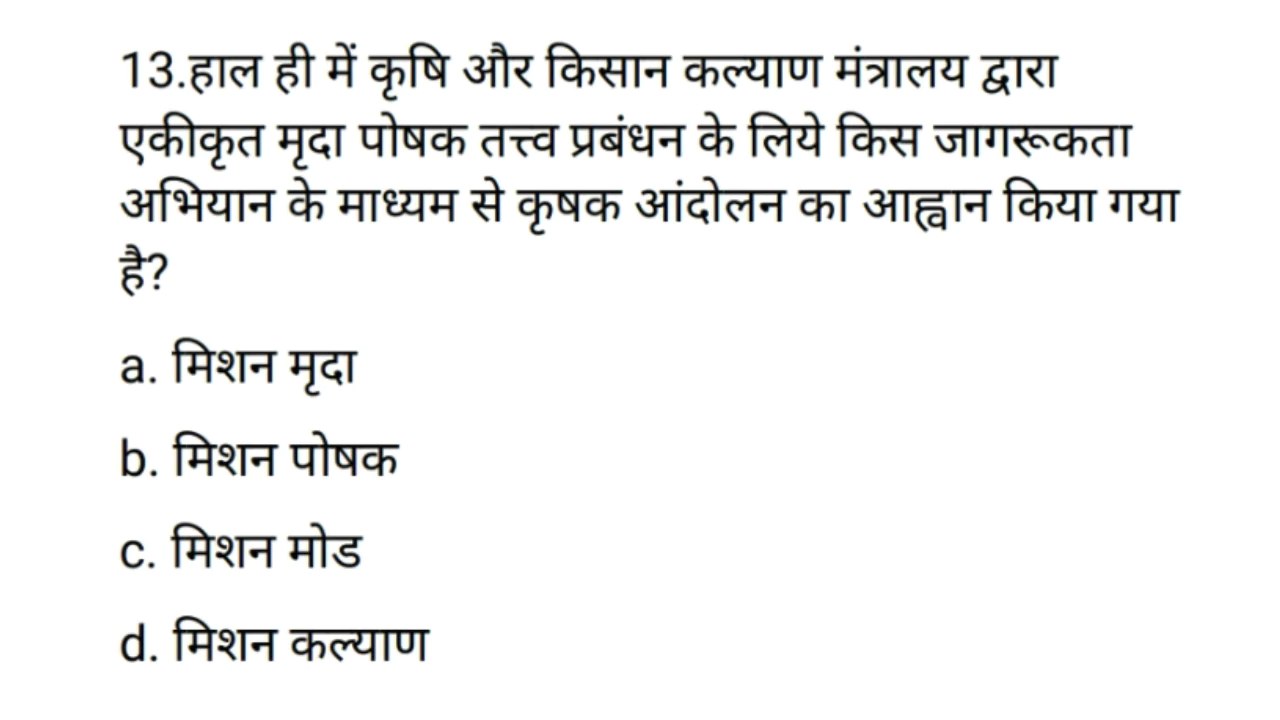 13.हाल ही में कृषि और किसान कल्याण मंत्रालय द्वारा
एकीकृत मृदा पोषक तत्त्व प्रबंधन के लिये किस जागरूकता
अभियान के माध्यम से कृषक आंदोलन का आह्वान किया गया
है?
a. मिशन मृदा
b. मिशन पोषक
c. मिशन मोड
d. मिशन कल्याण